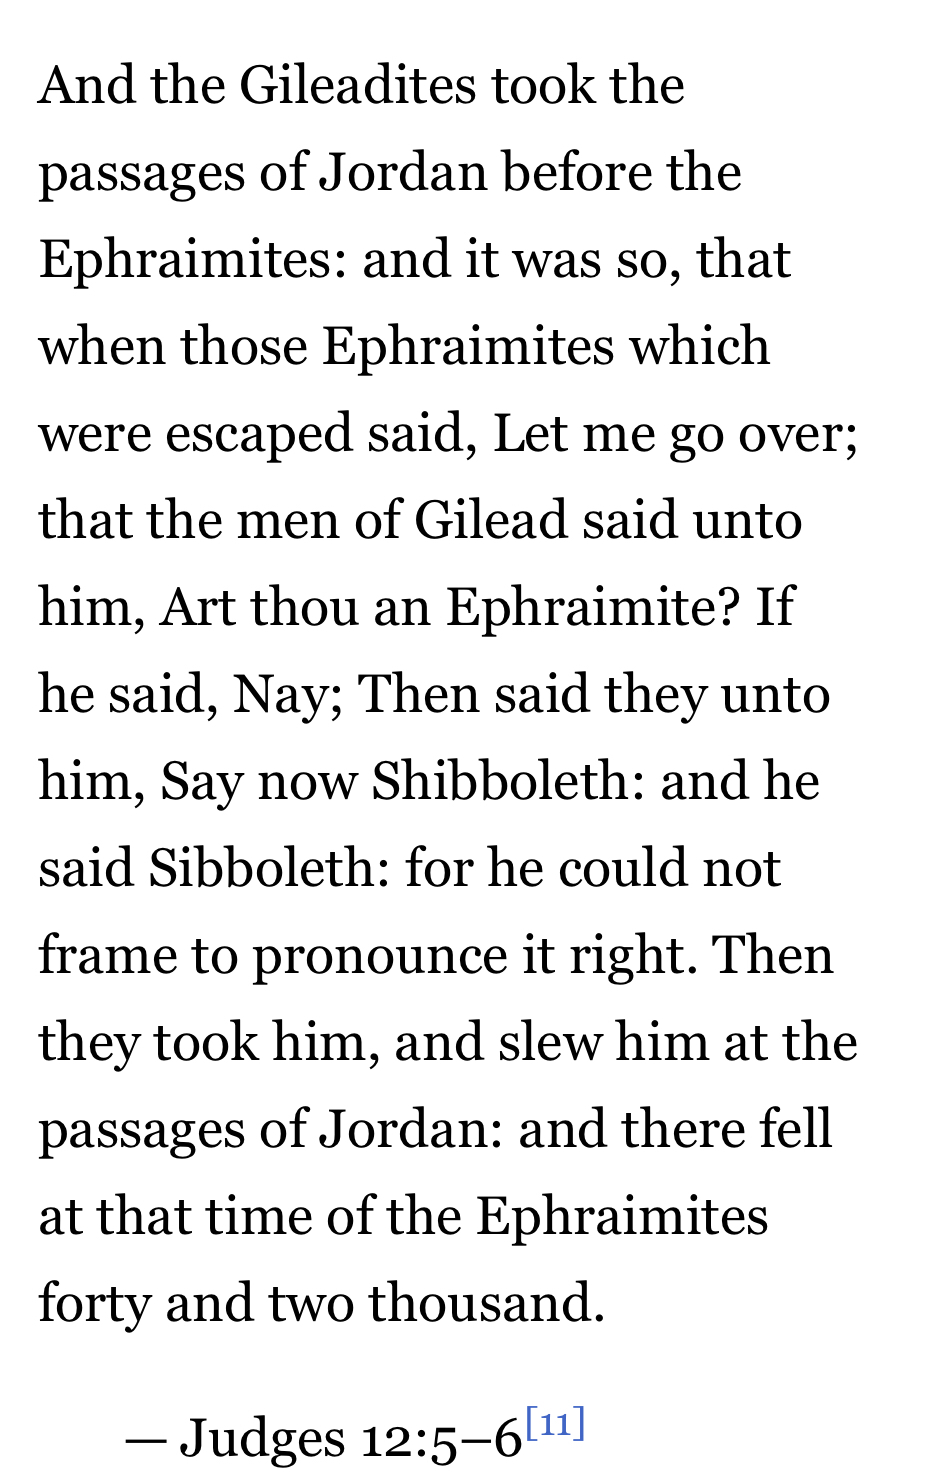 And the Gileadites took the
passages of Jordan before the
Ephraimites: and it was so, that
when those Ephraimites which
were escaped said, Let me go over;
that the men of Gilead said unto
him, Art thou an Ephraimite? If
he said, Nay; Then said they unto
him, Say now Shibboleth: and he
said Sibboleth: for he could not
frame to pronounce it right. Then
they took him, and slew him at the
passages of Jordan: and there fell
at that time of the Ephraimites
forty and two thousand.
— Judges 12:5–6[11]